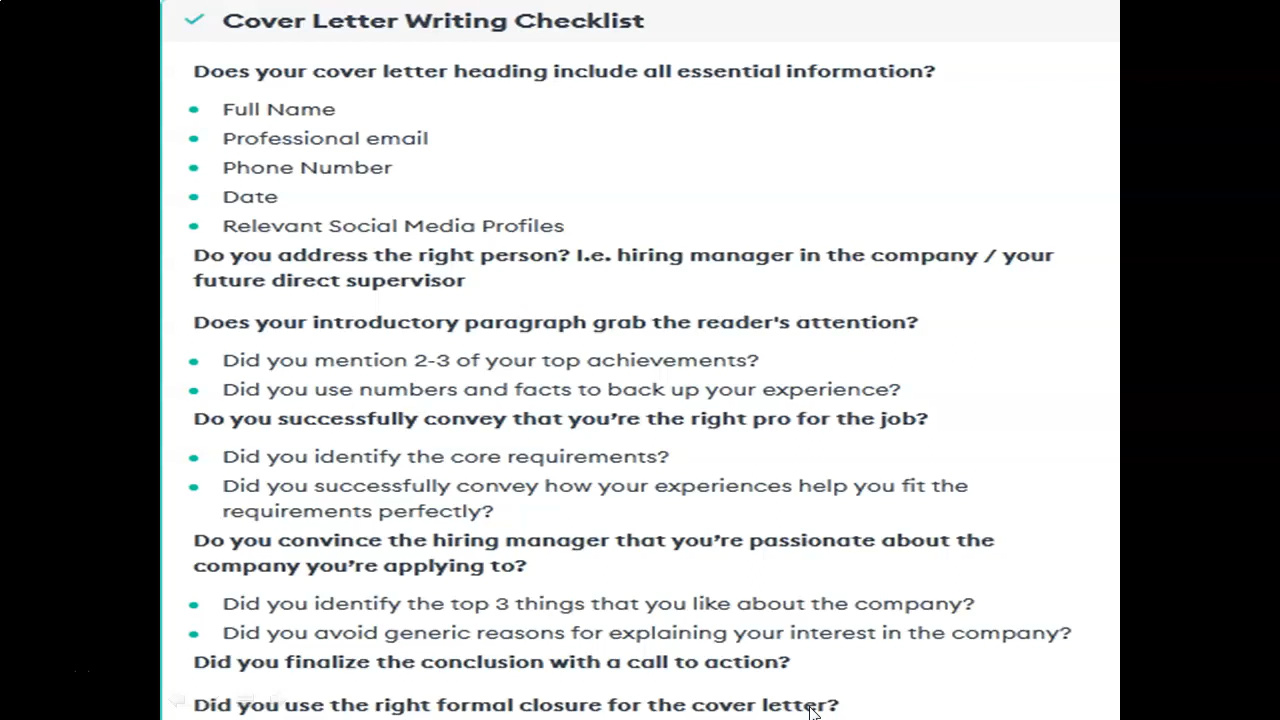 Cover Letter Writing Checklist
Does your cover letter heading include all essential information?
Full Name
Professional email
Phone Number
Date
Relevant Social Media Profiles
Do you address the right person? I.e. hiring manager in the company / your
future direct supervisor
Does your introductory paragraph grab the reader's attention?
Did you mention 2-3 of your top achievements?
Did you use numbers and facts to back up your experience?
Do you successfully convey that you’re the right pro for the job?
Did you identify the core requirements?
Did you successfully convey how your experiences help you fit the
requirements perfectly?
Do you convince the hiring manager that you’re passionate about the
company you’re applying to?
Did you identify the top 3 things that you like about the company?
Did you avoid generic reasons for explaining your interest in the company?
Did you finalize the conclusion with a call to action?
Did you use the right formal closure for the cover letter?